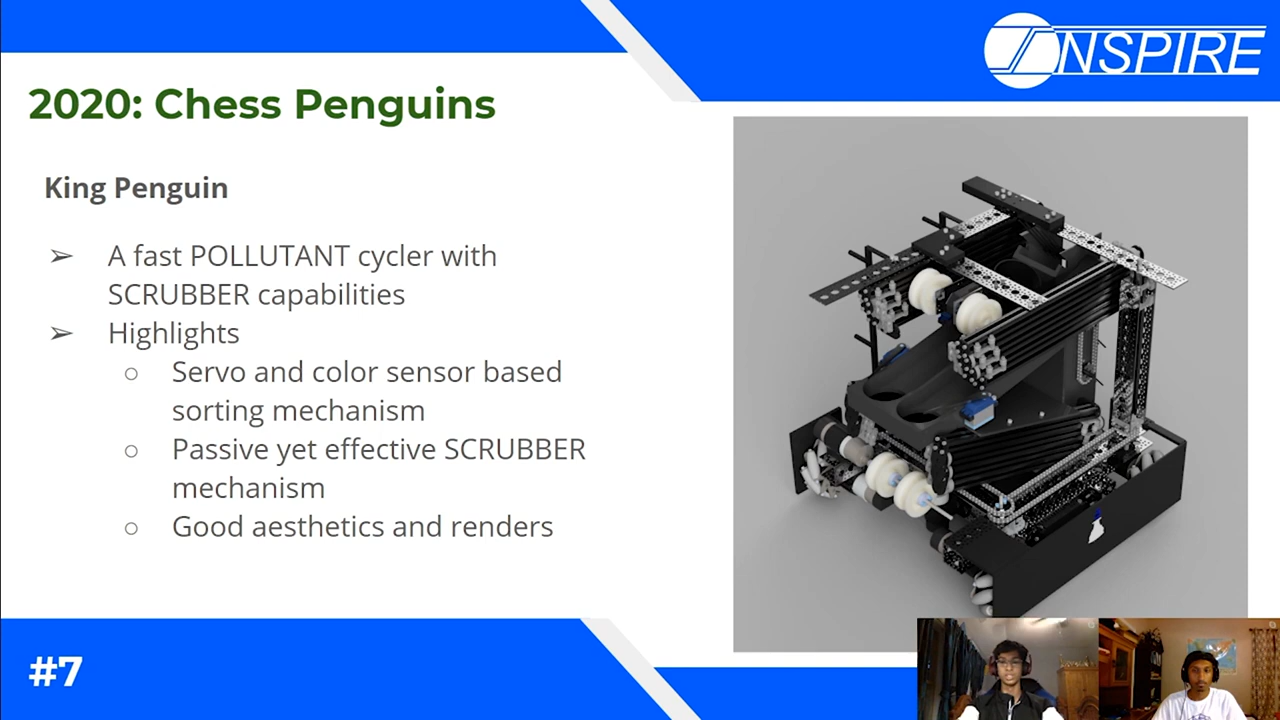 INSPIRE
2020: Chess Penguins
King Penguin
➢ A fast POLLUTANT cycler with
SCRUBBER capabilities
➢ Highlights
○ Servo and color sensor based
sorting mechanism
○ Passive yet effective SCRUBBER
mechanism
○ Good aesthetics and renders
#7